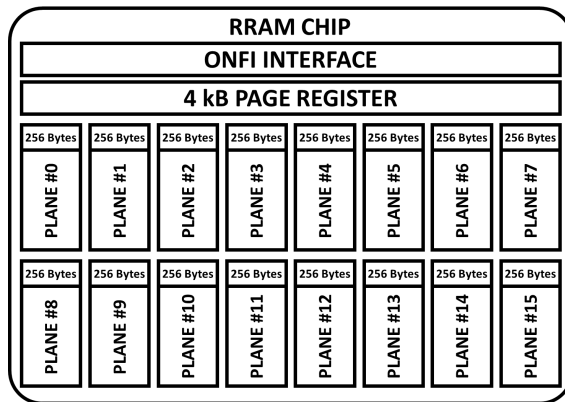 RRAM CHIP
ONFI INTERFACE
4 kB PAGE REGISTER
256 Bytes 256 Bytes 256 Bytes 256 Bytes 256 Bytes 256 Bytes 256 Bytes 256 Bytes
PLANE #0 PLANE #1 PLANE #2 PLANE #3 PLANE #4 PLANE #5 PLANE #6 PLANE #7
256 Bytes 256 Bytes 256 Bytes 256 Bytes 256 Bytes 256 Bytes 256 Bytes 256 Bytes
PLANE #8 PLANE #9 PLANE #10 PLANE #11 PLANE #12 PLANE #13 PLANE #14 PLANE #15